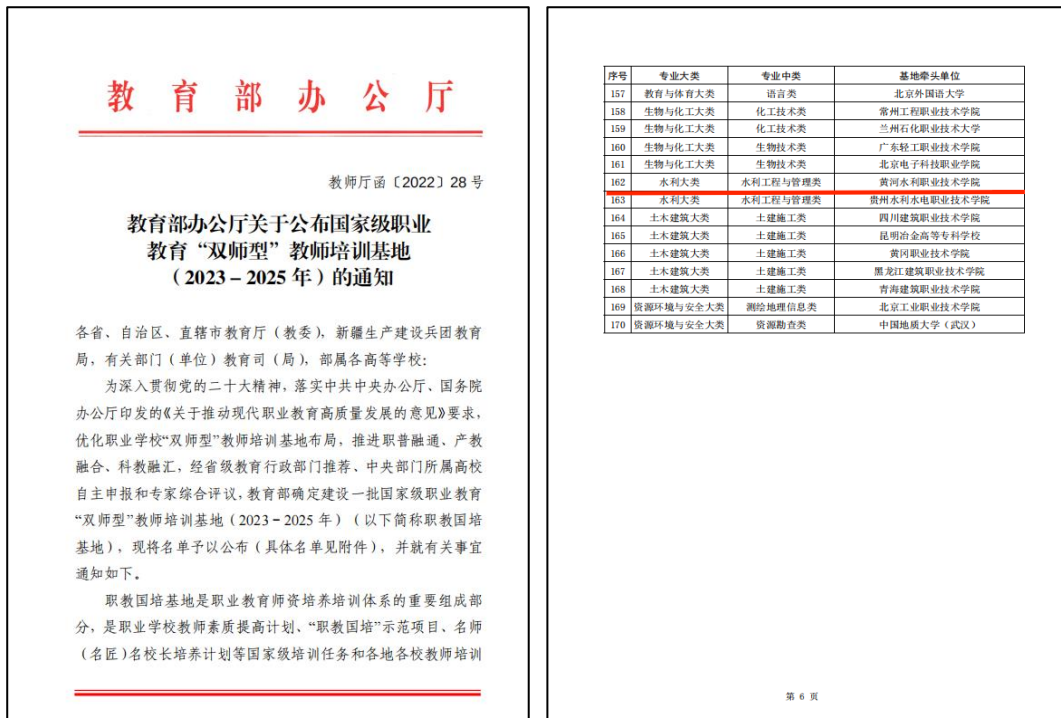 教育部办公厅
教师厅函〔2022〕28号
教育部办公厅关于公布国家级职业
教育“双师型”教师培训基地
（2023－2025年）的通知
各省、自治区、直辖市教育厅（教委），新疆生产建设兵团教育
局，有关部门（单位）教育司（局），部属各高等学校：
为深入贯彻党的二十大精神，落实中共中央办公厅、国务院
办公厅印发的《关于推动现代职业教育高质量发展的意见》要求，
优化职业学校“双师型”教师培训基地布局，推进职普融通、产教
融合、科教融汇，经省级教育行政部门推荐、中央部门所属高校
自主申报和专家综合评议，教育部确定建设一批国家级职业教育
“双师型”教师培训基地（2023－2025年）（以下简称职教国培
基地），现将名单予以公布（具体名单见附件），并就有关事宜
通知如下。
职教国培基地是职业教育师资培养培训体系的重要组成部
分，是职业学校教师素质提高计划、“职教国培”示范项目、名师
（名匠）名校长培养计划等国家级培训任务和各地各校教师培训
序号 专业大类 专业中类 基地牵头单位
157 教育与体育大类 语言类 北京外国语大学
158 生物与化工大类 化工技术类 常州工程职业技术学院
159 生物与化工大类 化工技术类 兰州石化职业技术大学
160 生物与化工大类 生物技术类 广东轻工职业技术学院
161 生物与化工大类 生物技术类 北京电子科技职业学院
162 水利大类 水利工程与管理类 黄河水利职业技术学院
163 水利大类 水利工程与管理类 贵州水利水电职业技术学院
164 土木建筑大类 土建施工类 四川建筑职业技术学院
165 土木建筑大类 土建施工类 昆明冶金高等专科学校
166 土木建筑大类 土建施工类 黄冈职业技术学院
167 土木建筑大类 土建施工类 黑龙江建筑职业技术学院
168 土木建筑大类 土建施工类 青海建筑职业技术学院
169 资源环境与安全大类 测绘地理信息类 北京工业职业技术学院
170 资源环境与安全大类 资源勘查类 中国地质大学（武汉）
第 6 页